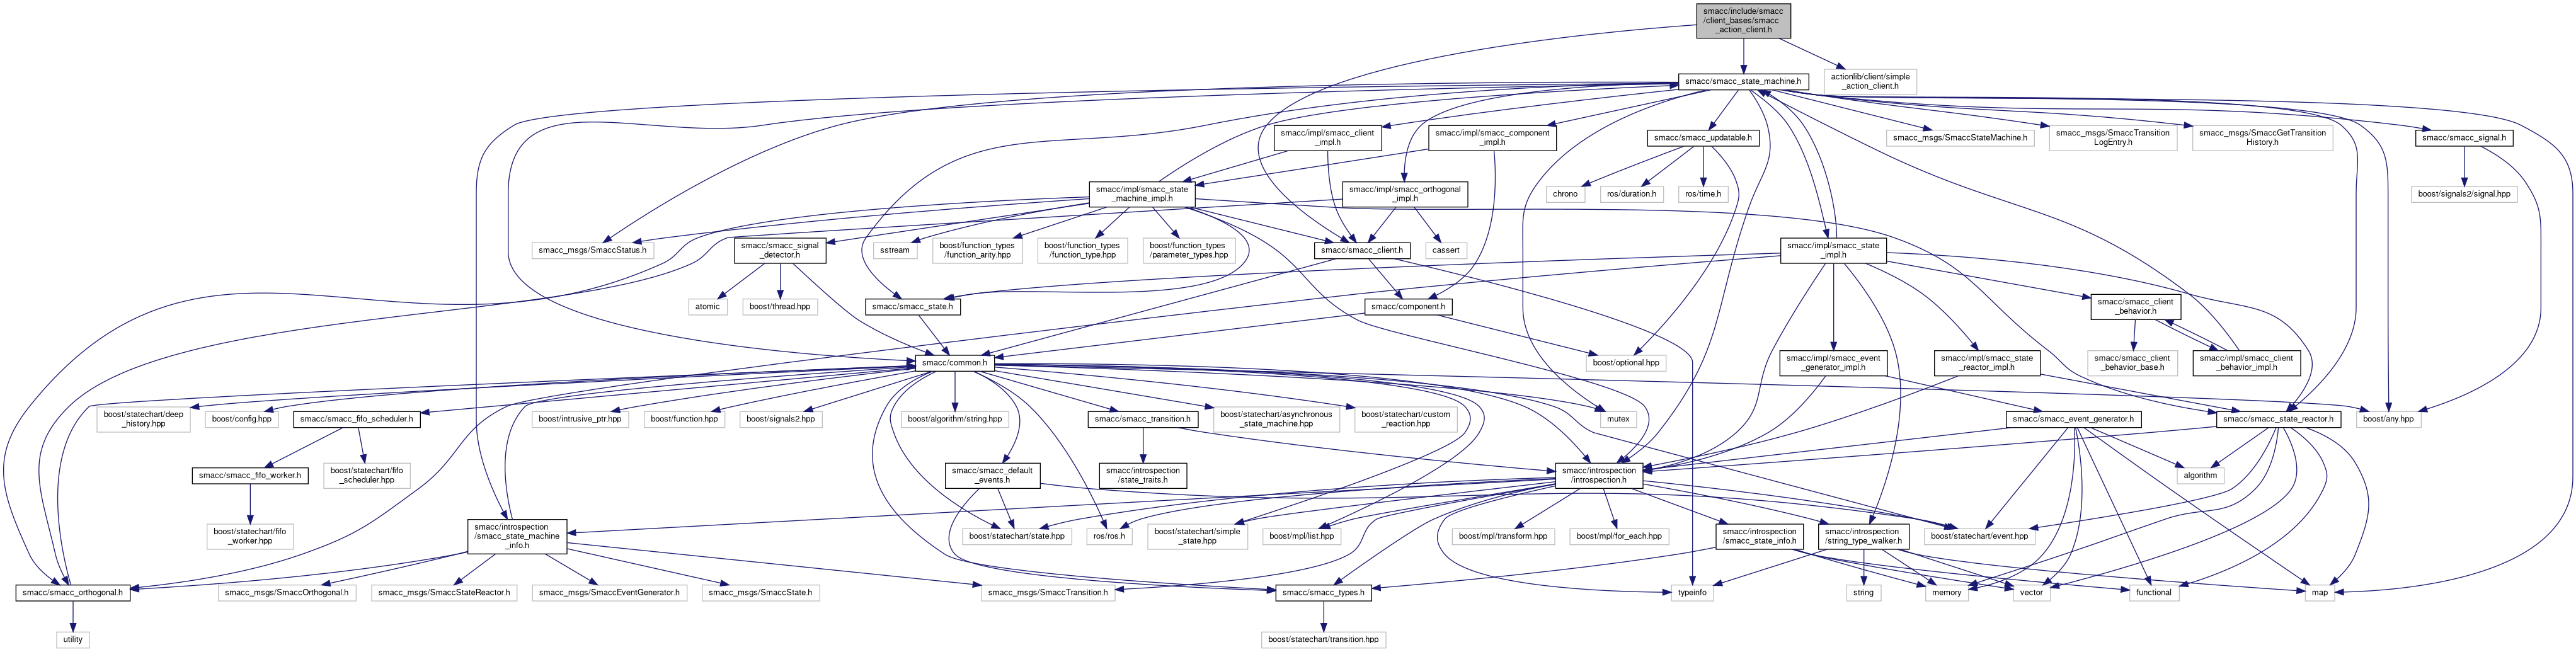 smacc/include/smacc
/client_bases/smacc
_action_client.h
smacc/smacc_state_machine.h
actionlib/client/simple
_action_client.h
smacc/impl/smacc_client
_impl.h
smacc/impl/smacc_component
_impl.h
smacc/smacc_updatable.h
smacc_msgs/SmaccStateMachine.h
smacc_msgs/SmaccTransition
LogEntry.h
smacc_msgs/SmaccGetTransition
History.h
smacc/smacc_signal.h
smacc/impl/smacc_state
_machine_impl.h
smacc/impl/smacc_orthogonal
_impl.h
chrono
ros/duration.h
ros/time.h
boost/signals2/signal.hpp
smacc_msgs/SmaccStatus.h
smacc/smacc_signal
_detector.h
sstream
boost/function_types
/function_arity.hpp
boost/function_types
/function_type.hpp
boost/function_types
/parameter_types.hpp
smacc/smacc_client.h
cassert
smacc/impl/smacc_state
_impl.h
atomic
boost/thread.hpp
smacc/smacc_state.h
smacc/component.h
smacc/smacc_client
_behavior.h
smacc/common.h
boost/optional.hpp
smacc/impl/smacc_event
_generator_impl.h
smacc/impl/smacc_state
_reactor_impl.h
smacc/smacc_client
_behavior_base.h
smacc/impl/smacc_client
_behavior_impl.h
boost/statechart/deep
_history.hpp
boost/config.hpp
smacc/smacc_fifo_scheduler.h
boost/intrusive_ptr.hpp
boost/function.hpp
boost/signals2.hpp
boost/algorithm/string.hpp
smacc/smacc_transition.h
boost/statechart/asynchronous
_state_machine.hpp
boost/statechart/custom
_reaction.hpp
mutex
smacc/smacc_event_generator.h
smacc/smacc_state_reactor.h
boost/any.hpp
smacc/smacc_fifo_worker.h
boost/statechart/fifo
_scheduler.hpp
smacc/smacc_default
_events.h
smacc/introspection
/state_traits.h
smacc/introspection
/introspection.h
algorithm
boost/statechart/fifo
_worker.hpp
smacc/introspection
/smacc_state_machine
_info.h
boost/statechart/state.hpp
ros/ros.h
boost/statechart/simple
_state.hpp
boost/mpl/list.hpp
boost/mpl/transform.hpp
boost/mpl/for_each.hpp
smacc/introspection
/smacc_state_info.h
smacc/introspection
/string_type_walker.h
boost/statechart/event.hpp
smacc/smacc_orthogonal.h
smacc_msgs/SmaccOrthogonal.h
smacc_msgs/SmaccStateReactor.h
smacc_msgs/SmaccEventGenerator.h
smacc_msgs/SmaccState.h
smacc_msgs/SmaccTransition.h
smacc/smacc_types.h
typeinfo
string
memory
vector
functional
map
utility
boost/statechart/transition.hpp